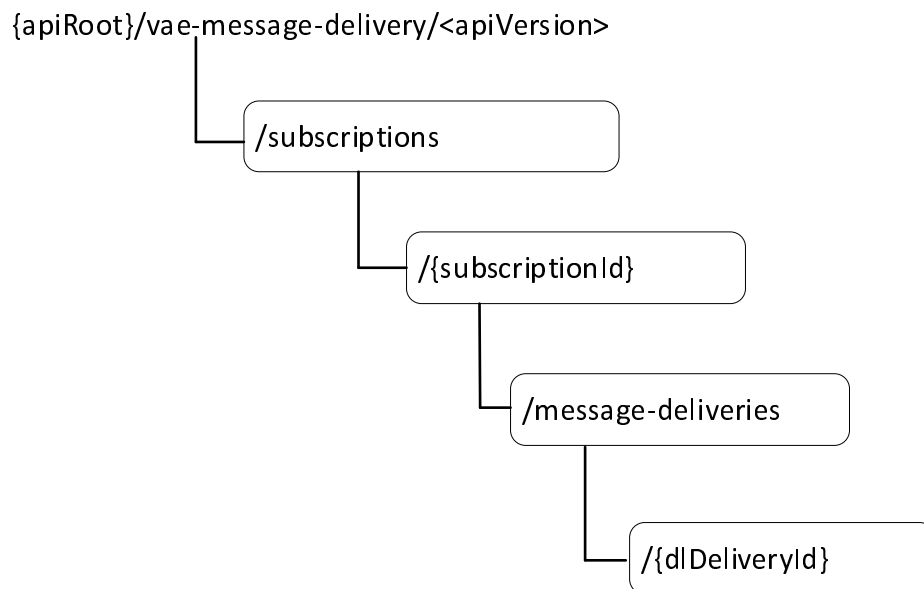 {apiRoot}/vae-message-delivery/<apiVersion>
/subscriptions
/{subscriptionId}
/message-deliveries
/{dlDeliveryId}